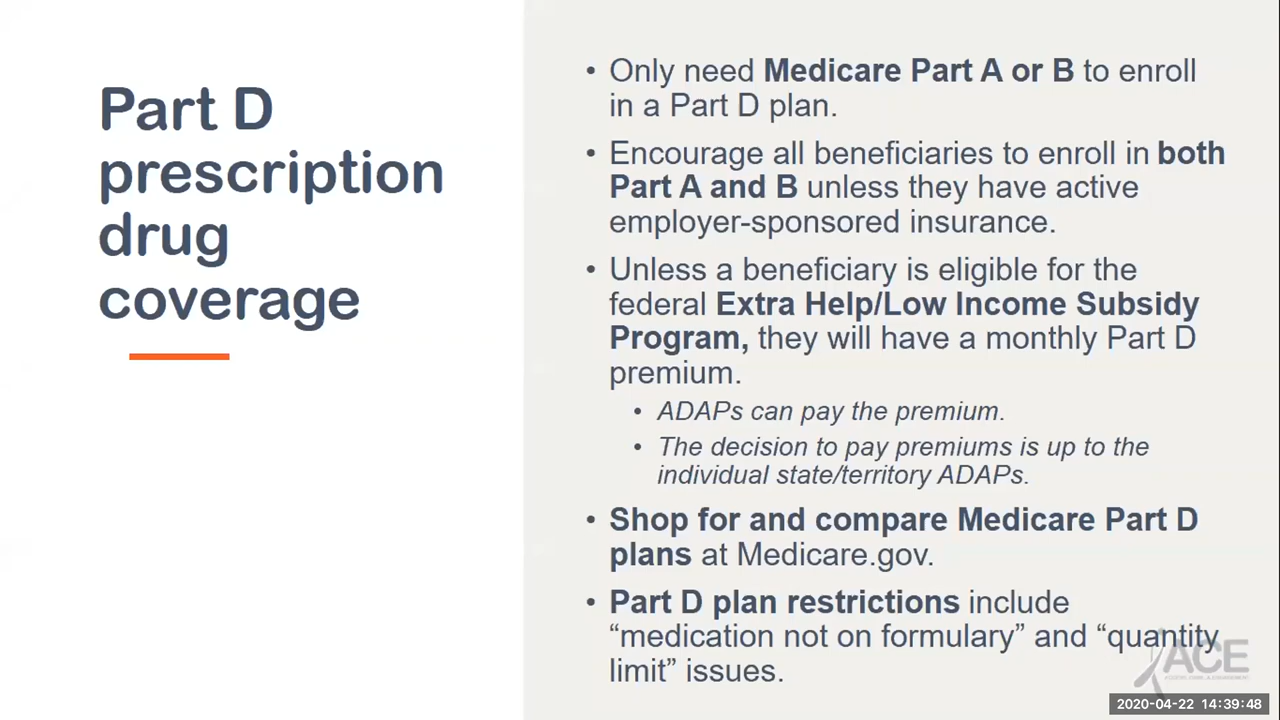 Part D
prescription
drug
coverage
• Only need Medicare Part A or B to enroll
in a Part D plan.
• Encourage all beneficiaries to enroll in both
Part A and B unless they have active
employer-sponsored insurance.
• Unless a beneficiary is eligible for the
federal Extra Help/Low Income Subsidy
Program, they will have a monthly Part D
premium.
• ADAPs can pay the premium.
• The decision to pay premiums is up to the
individual state/territory ADAPs.
• Shop for and compare Medicare Part D
plans at Medicare.gov.
• Part D plan restrictions include
“medication not on formulary” and “quantity
limit” issues.
ACE
2020-04-22 14:39:48